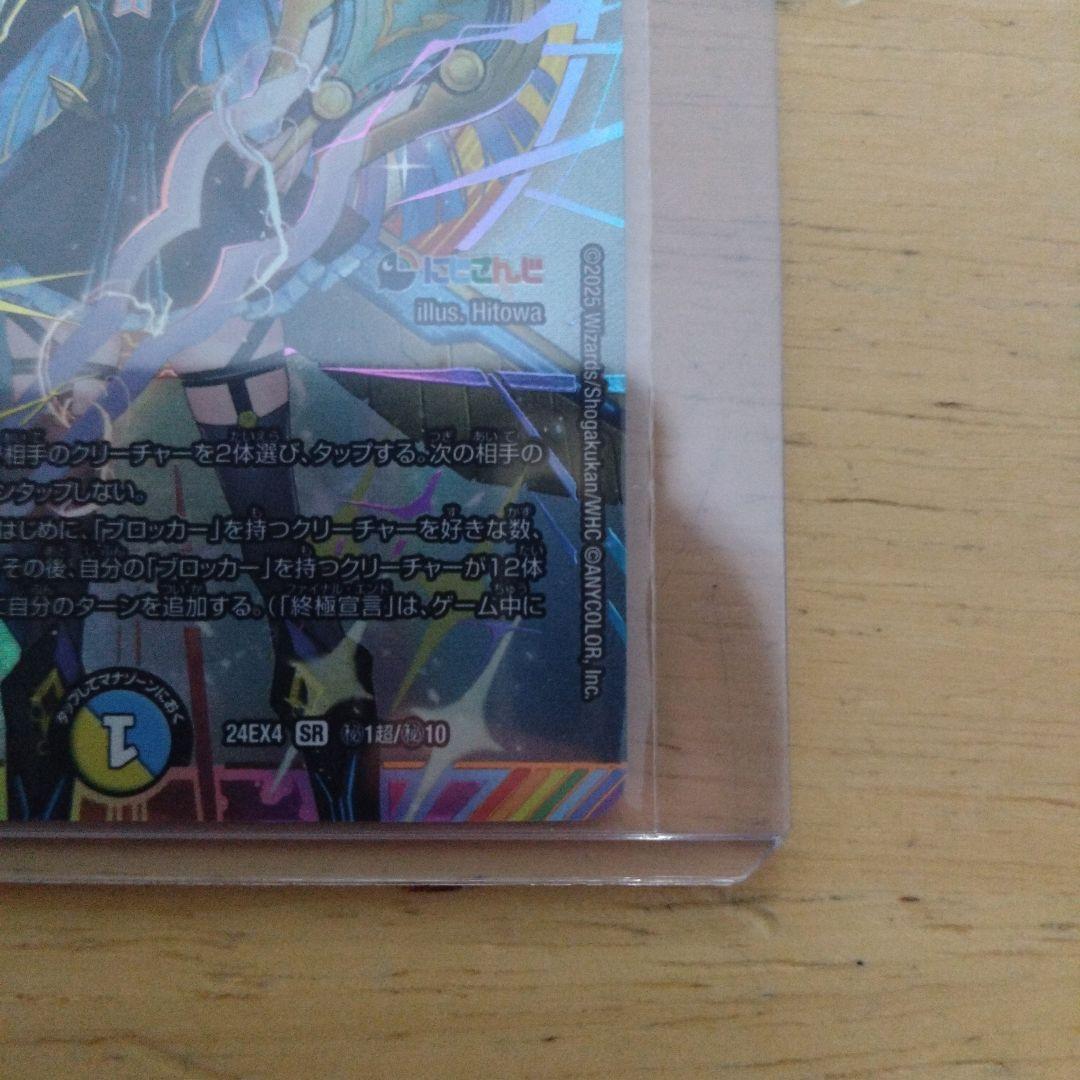 にじさんじ
illus. Hitowa
©2025 Wizards/Shogakukan/WHC ©ANYCOLOR, Inc.
相手のクリーチャーを2体選び、タップする。次の相手の
ンタップしない。
はじめに、「ブロッカー」を持つクリーチャーを好きな数、
その後、自分の「ブロッカー」を持つクリーチャーが12体
に自分のターンを追加する。(「終極宣言」は、ゲーム中に
タップしてマナゾーンにおく
1
24EX4 SR ㊙1超/㊙10